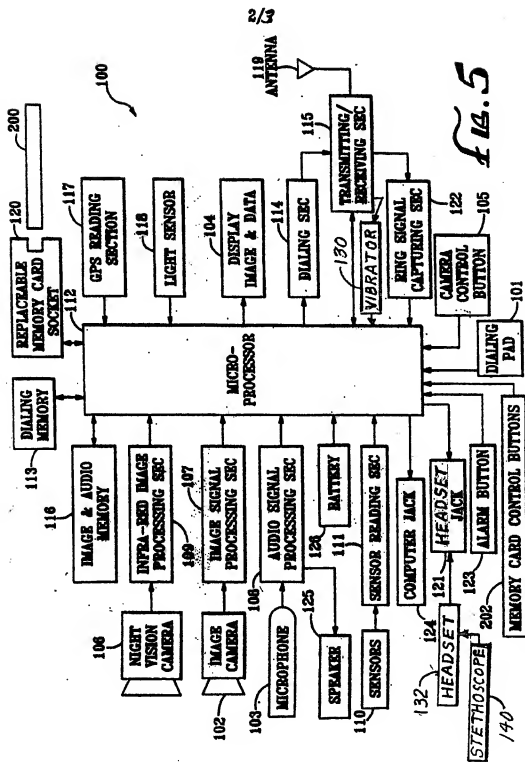 2/3
100
119
ANTENNA
200
120
REPLACEABLE
MEMORY CARD
SOCKET
112
117
GPS READING
SECTION
118
LIGHT SENSOR
104
DISPLAY
IMAGE & DATA
114
DIALING SEC
115
TRANSMITTING/
RECEIVING SEC
130
VIBRATOR
122
RING SIGNAL
CAPTURING SEC
105
CAMERA
CONTROL
BUTTON
101
DIALING
PAD
DIALING
MEMORY
113
MICRO-
PROCESSOR
116
IMAGE & AUDIO
MEMORY
109
INFRA-RED IMAGE
PROCESSING SEC
107
IMAGE SIGNAL
PROCESSING SEC
108
AUDIO SIGNAL
PROCESSING SEC
126
BATTERY
111
SENSOR READING SEC
COMPUTER JACK
124
121
HEADSET
JACK
123
ALARM BUTTON
202
MEMORY CARD CONTROL BUTTONS
106
NIGHT
VISION
CAMERA
102
IMAGE
CAMERA
103
MICROPHONE
125
SPEAKER
110
SENSORS
132
HEADSET
STETHOSCOPE
140
FIG. 5